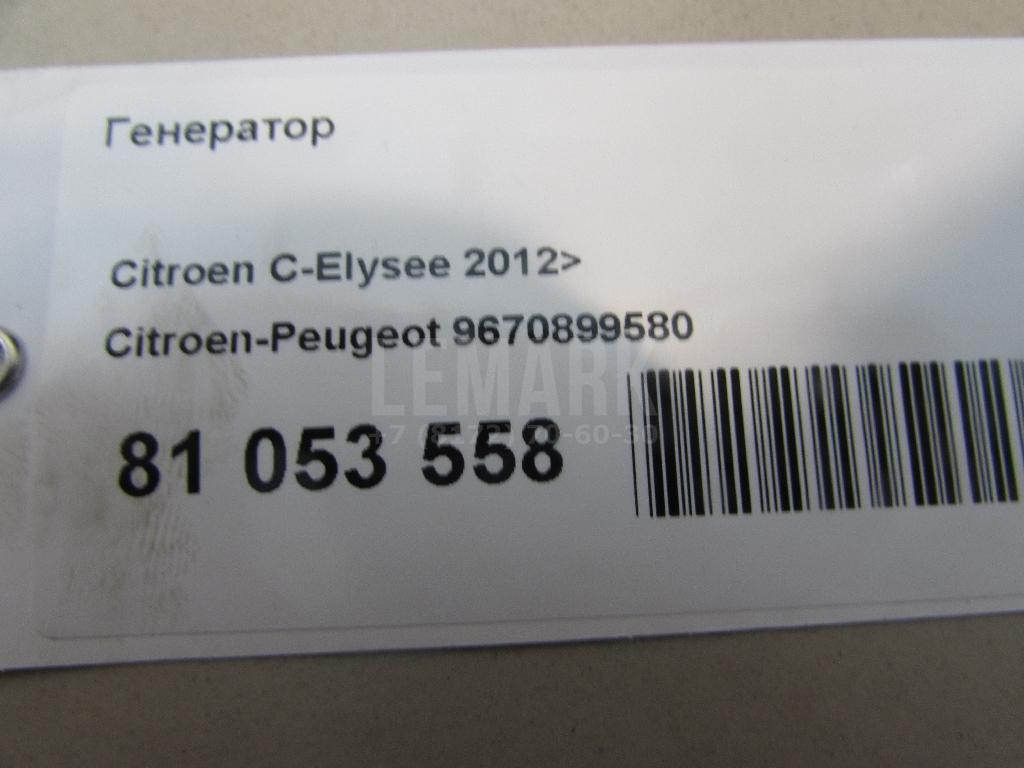 Генератор
Citroen C-Elysee 2012>
Citroen-Peugeot 9670899580
LEMARK
81 053 558